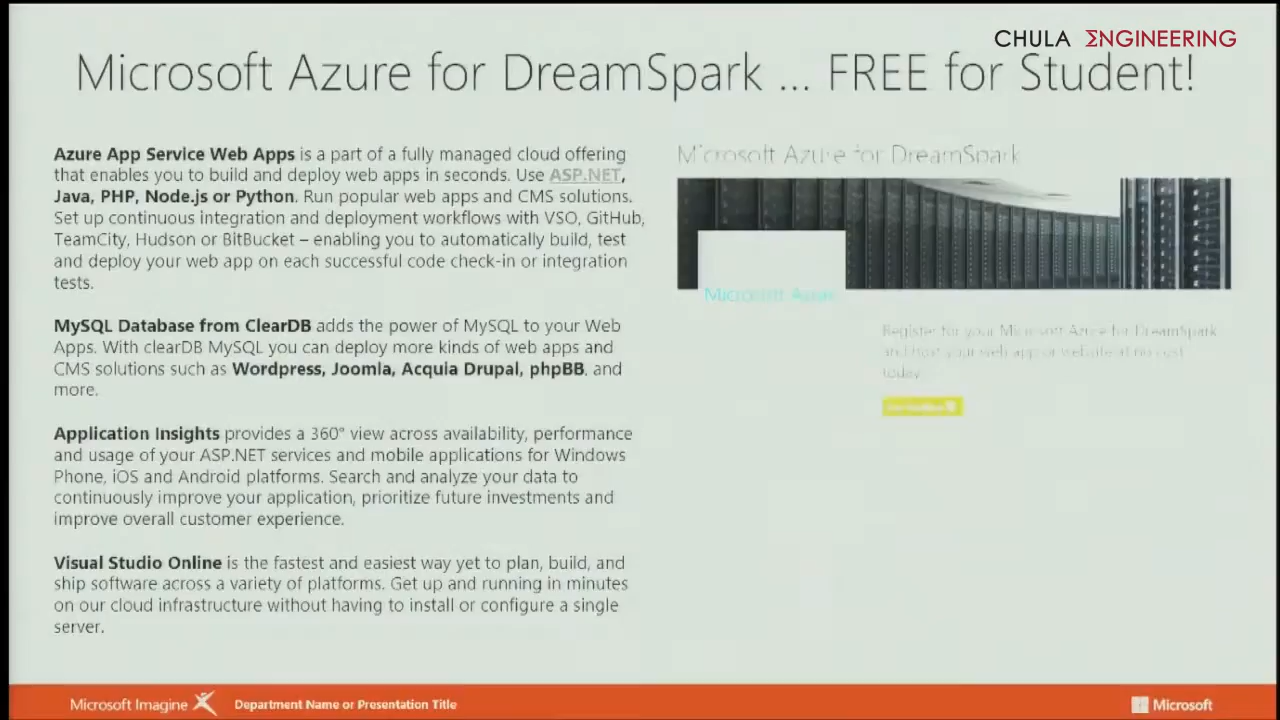 CHULA ΣNGINEERING
Microsoft Azure for DreamSpark ... FREE for Student!
Azure App Service Web Apps is a part of a fully managed cloud offering
that enables you to build and deploy web apps in seconds. Use ASP.NET,
Java, PHP, Node.js or Python. Run popular web apps and CMS solutions.
Set up continuous integration and deployment workflows with VSO, GitHub,
TeamCity, Hudson or BitBucket – enabling you to automatically build, test
and deploy your web app on each successful code check-in or integration
tests.
MySQL Database from ClearDB adds the power of MySQL to your Web
Apps. With clearDB MySQL you can deploy more kinds of web apps and
CMS solutions such as Wordpress, Joomla, Acquia Drupal, phpBB, and
more.
Application Insights provides a 360° view across availability, performance
and usage of your ASP.NET services and mobile applications for Windows
Phone, iOS and Android platforms. Search and analyze your data to
continuously improve your application, prioritize future investments and
improve overall customer experience.
Visual Studio Online is the fastest and easiest way yet to plan, build, and
ship software across a variety of platforms. Get up and running in minutes
on our cloud infrastructure without having to install or configure a single
server.
Microsoft Azure for DreamSpark
Microsoft Azure
Register for your Microsoft Azure for DreamSpark
and host your web app or website at no cost
today.
Microsoft Imagine
Department Name or Presentation Title
Microsoft